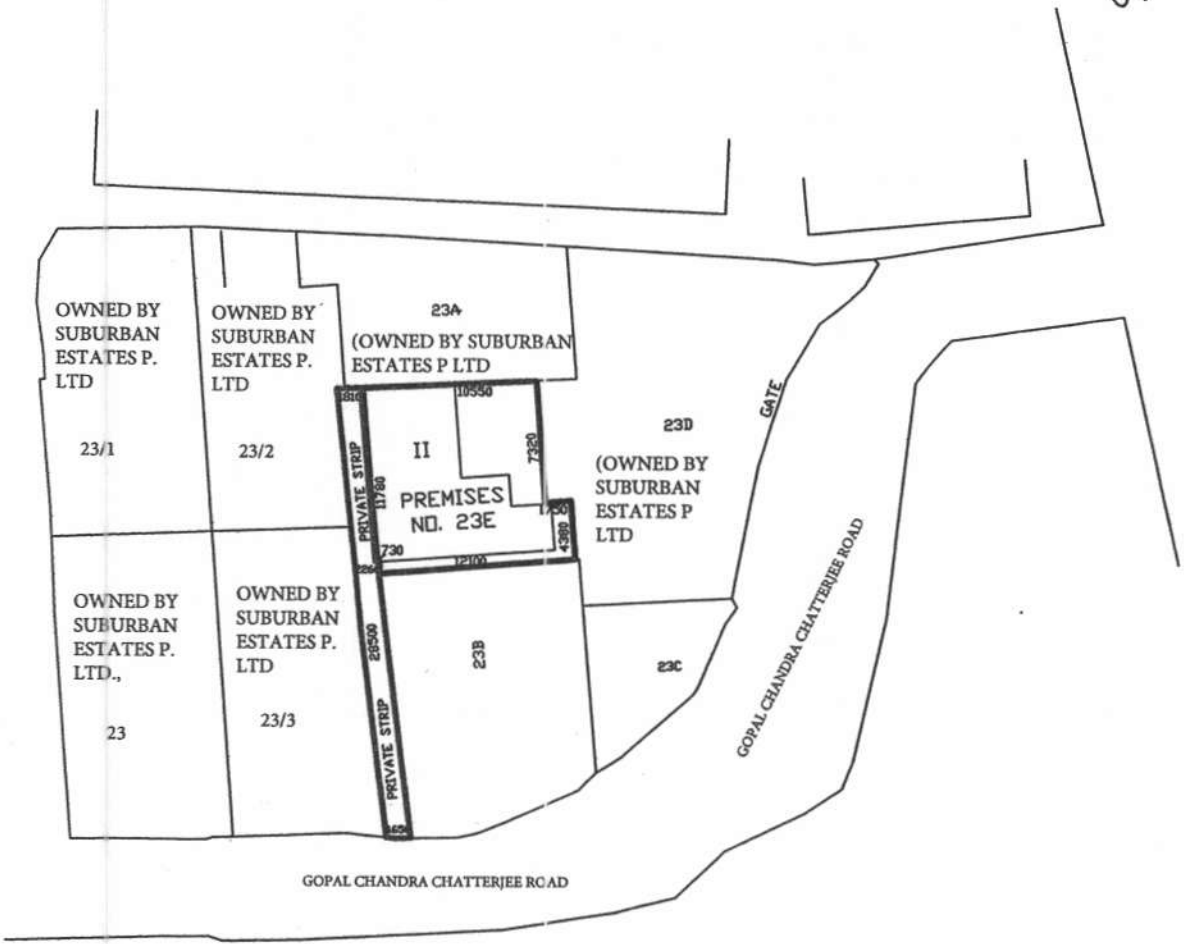 OWNED BY
SUBURBAN
ESTATES P.
LTD
23/1
OWNED BY
SUBURBAN
ESTATES P.
LTD
23/2
23A
(OWNED BY SUBURBAN
ESTATES P LTD
1810
10550
7320
II
PREMISES
NO. 23E
11780
PRIVATE STRIP
730
12100
1750
4380
23D
(OWNED BY
SUBURBAN
ESTATES P
LTD
GATE
OWNED BY
SUBURBAN
ESTATES P.
LTD.,
23
OWNED BY
SUBURBAN
ESTATES P.
LTD
23/3
28500
PRIVATE STRIP
1650
23B
23C
GOPAL CHANDRA CHATTERJEE ROAD
GOPAL CHANDRA CHATTERJEE ROAD